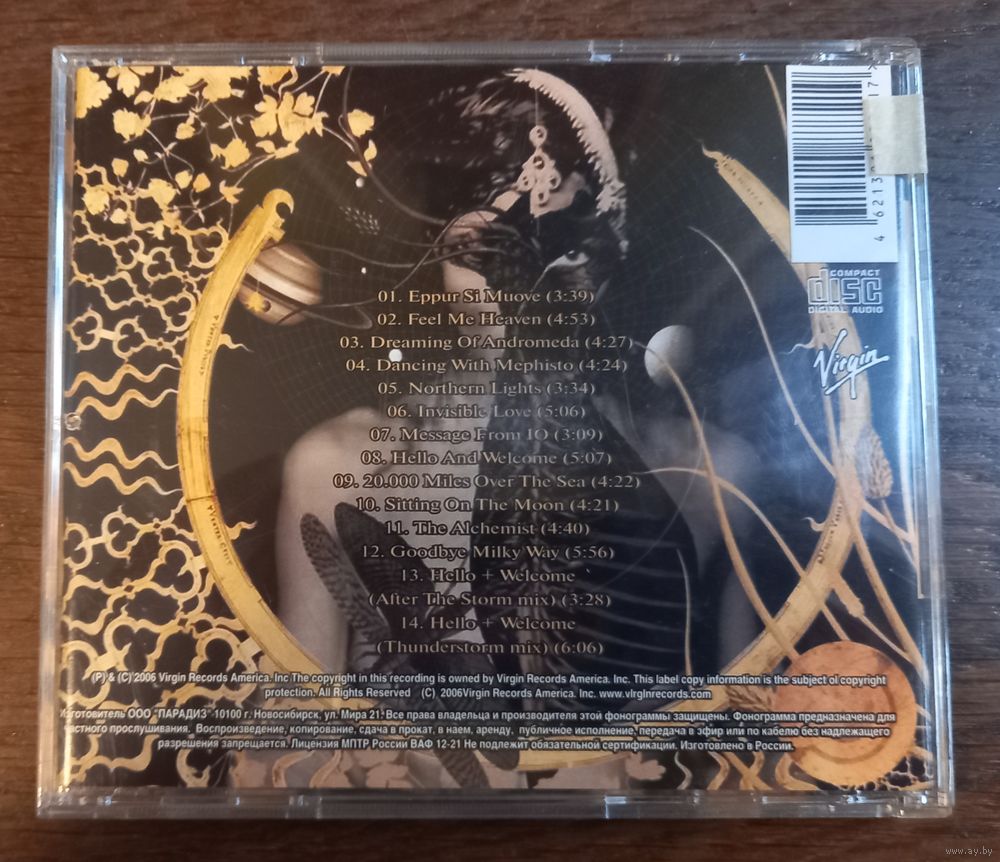 01. Eppur Si Muove (3:39)
02. Feel Me Heaven (4:53)
03. Dreaming Of Andromeda (4:27)
04. Dancing With Mephisto (4:24)
05. Northern Lights (3:34)
06. Invisible Love (5:06)
07. Message From IO (3:09)
08. Hello And Welcome (5:07)
09. 20.000 Miles Over The Sea (4:22)
10. Sitting On The Moon (4:21)
11. The Alchemist (4:40)
12. Goodbye Milky Way (5:56)
13. Hello + Welcome
(After The Storm mix) (3:28)
14. Hello + Welcome
(Thunderstorm mix) (6:06)
COMPACT
disc
DIGITAL AUDIO
Virgin
(P) & (C) 2006 Virgin Records America. Inc The copyright in this recording is owned by Virgin Records America. Inc. This label copy information is the subject ol copyright
protection. All Rights Reserved (C) 2006Virgin Records America. Inc. www.virglnrecords.com
Изготовитель ООО "ПАРАДИЗ" 10100 г. Новосибирск, ул. Мира 21. Все права владельца и производителя этой фонограммы защищены. Фонограмма предназначена для
частного прослушивания. Воспроизведение, копирование, сдача в прокат, в наем, аренду, публичное исполнение, передача в эфир или по кабелю без надлежащего
разрешения запрещается. Лицензия МПТР России ВАФ 12-21 Не подлежит обязательной сертификации. Изготовлено в России.
www.ay.by